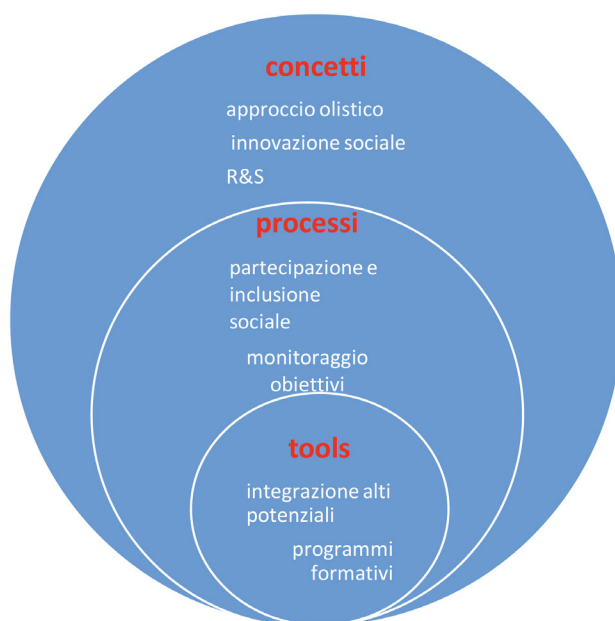 concetti
approccio olistico
innovazione sociale
R&S
processi
partecipazione e
inclusione
sociale
monitoraggio
obiettivi
tools
integrazione alti
potenziali
programmi
formativi